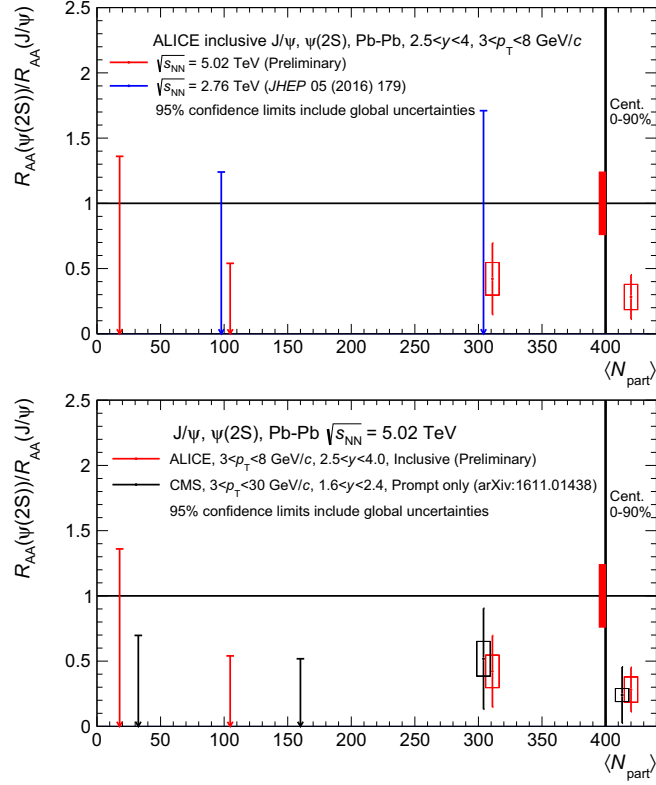 R_AA(ψ(2S))/R_AA(J/ψ)
2.5
2
1.5
1
0.5
0
ALICE inclusive J/ψ, ψ(2S), Pb-Pb, 2.5<y<4, 3<p_T<8 GeV/c
√s_NN = 5.02 TeV (Preliminary)
√s_NN = 2.76 TeV (JHEP 05 (2016) 179)
95% confidence limits include global uncertainties
Cent.
0-90%
0 50 100 150 200 250 300 350 400
⟨N_part⟩
R_AA(ψ(2S))/R_AA(J/ψ)
2.5
2
1.5
1
0.5
0
J/ψ, ψ(2S), Pb-Pb √s_NN = 5.02 TeV
ALICE, 3<p_T<8 GeV/c, 2.5<y<4.0, Inclusive (Preliminary)
CMS, 3<p_T<30 GeV/c, 1.6<y<2.4, Prompt only (arXiv:1611.01438)
95% confidence limits include global uncertainties
Cent.
0-90%
0 50 100 150 200 250 300 350 400
⟨N_part⟩